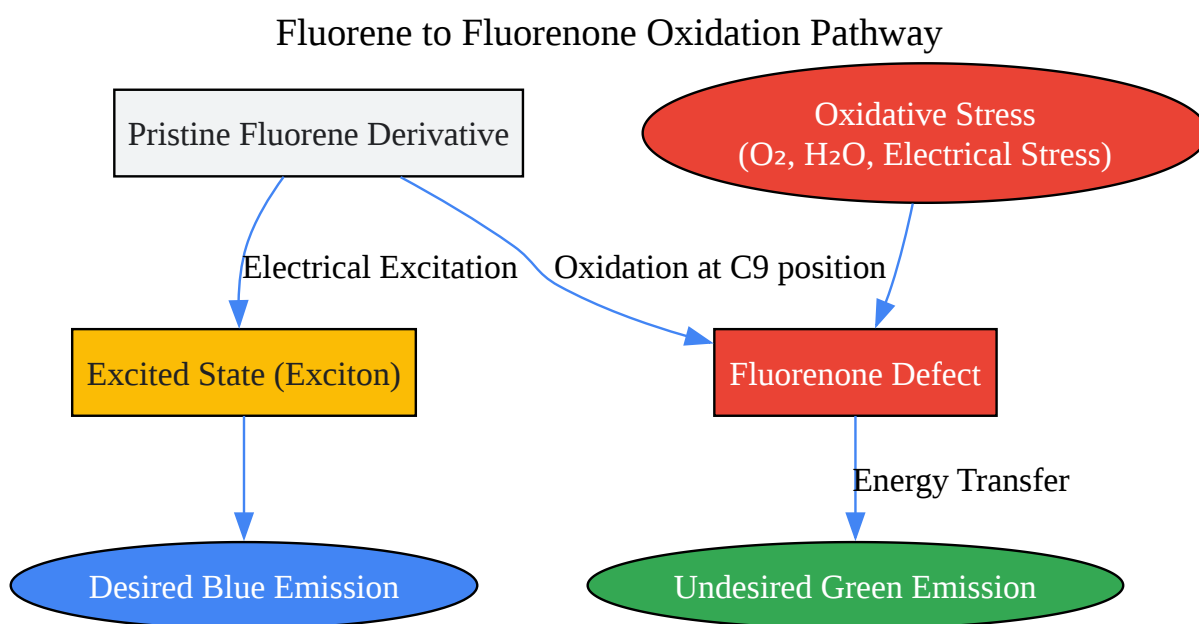 Fluorene to Fluorenone Oxidation Pathway
Pristine Fluorene Derivative
Oxidative Stress
(O₂, H₂O, Electrical Stress)
Electrical Excitation
Oxidation at C9 position
Excited State (Exciton)
Fluorenone Defect
Energy Transfer
Desired Blue Emission
Undesired Green Emission